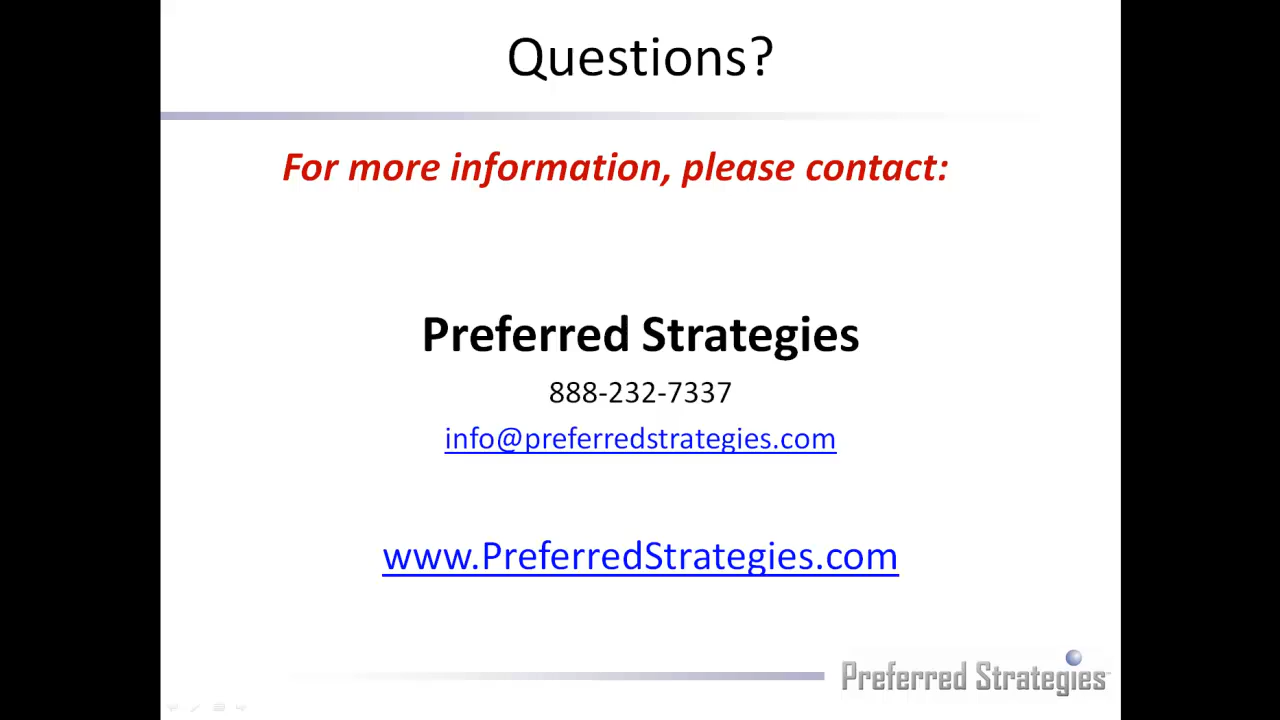 Questions?
For more information, please contact:
Preferred Strategies
888-232-7337
info@preferredstrategies.com
www.PreferredStrategies.com
Preferred Strategies